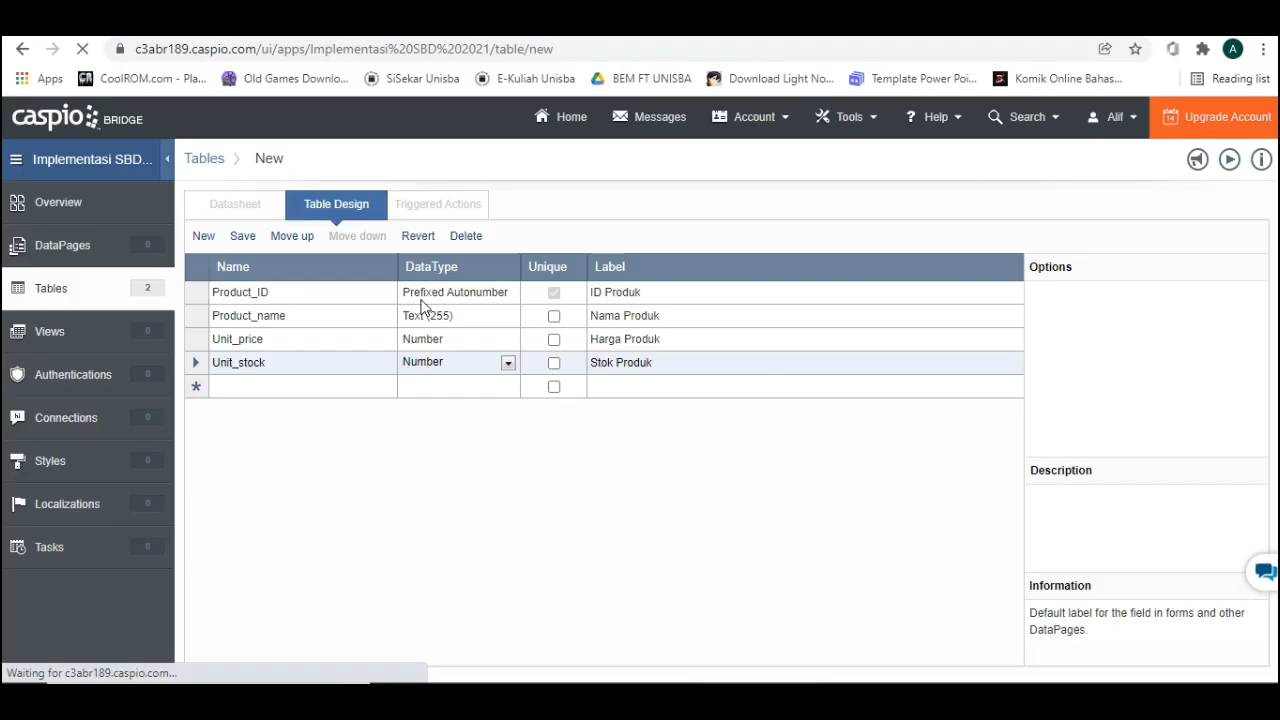 c3abr189.caspio.com/ui/apps/Implementasi%20SBD%202021/table/new
Apps
CoolROM.com - Pla...
Old Games Downlo...
SiSekar Unisba
E-Kuliah Unisba
BEM FT UNISBA
Download Light No...
Template Power Poi...
Komik Online Bahas...
Reading list
caspio BRIDGE
Home
Messages
Account
Tools
? Help
Search
Alif
14
Upgrade Account
Implementasi SBD...
Tables
New
Overview
DataPages 0
Tables 2
Views 0
Authentications 0
Connections 0
Styles 0
Localizations 0
Tasks 0
Datasheet
Table Design
Triggered Actions
New Save Move up Move down Revert Delete
Name DataType Unique Label
Product_ID Prefixed Autonumber ID Produk
Product_name Text (255) Nama Produk
Unit_price Number Harga Produk
Unit_stock Number Stok Produk
*
Options
Description
Information
Default label for the field in forms and other
DataPages.
A
Waiting for c3abr189.caspio.com...